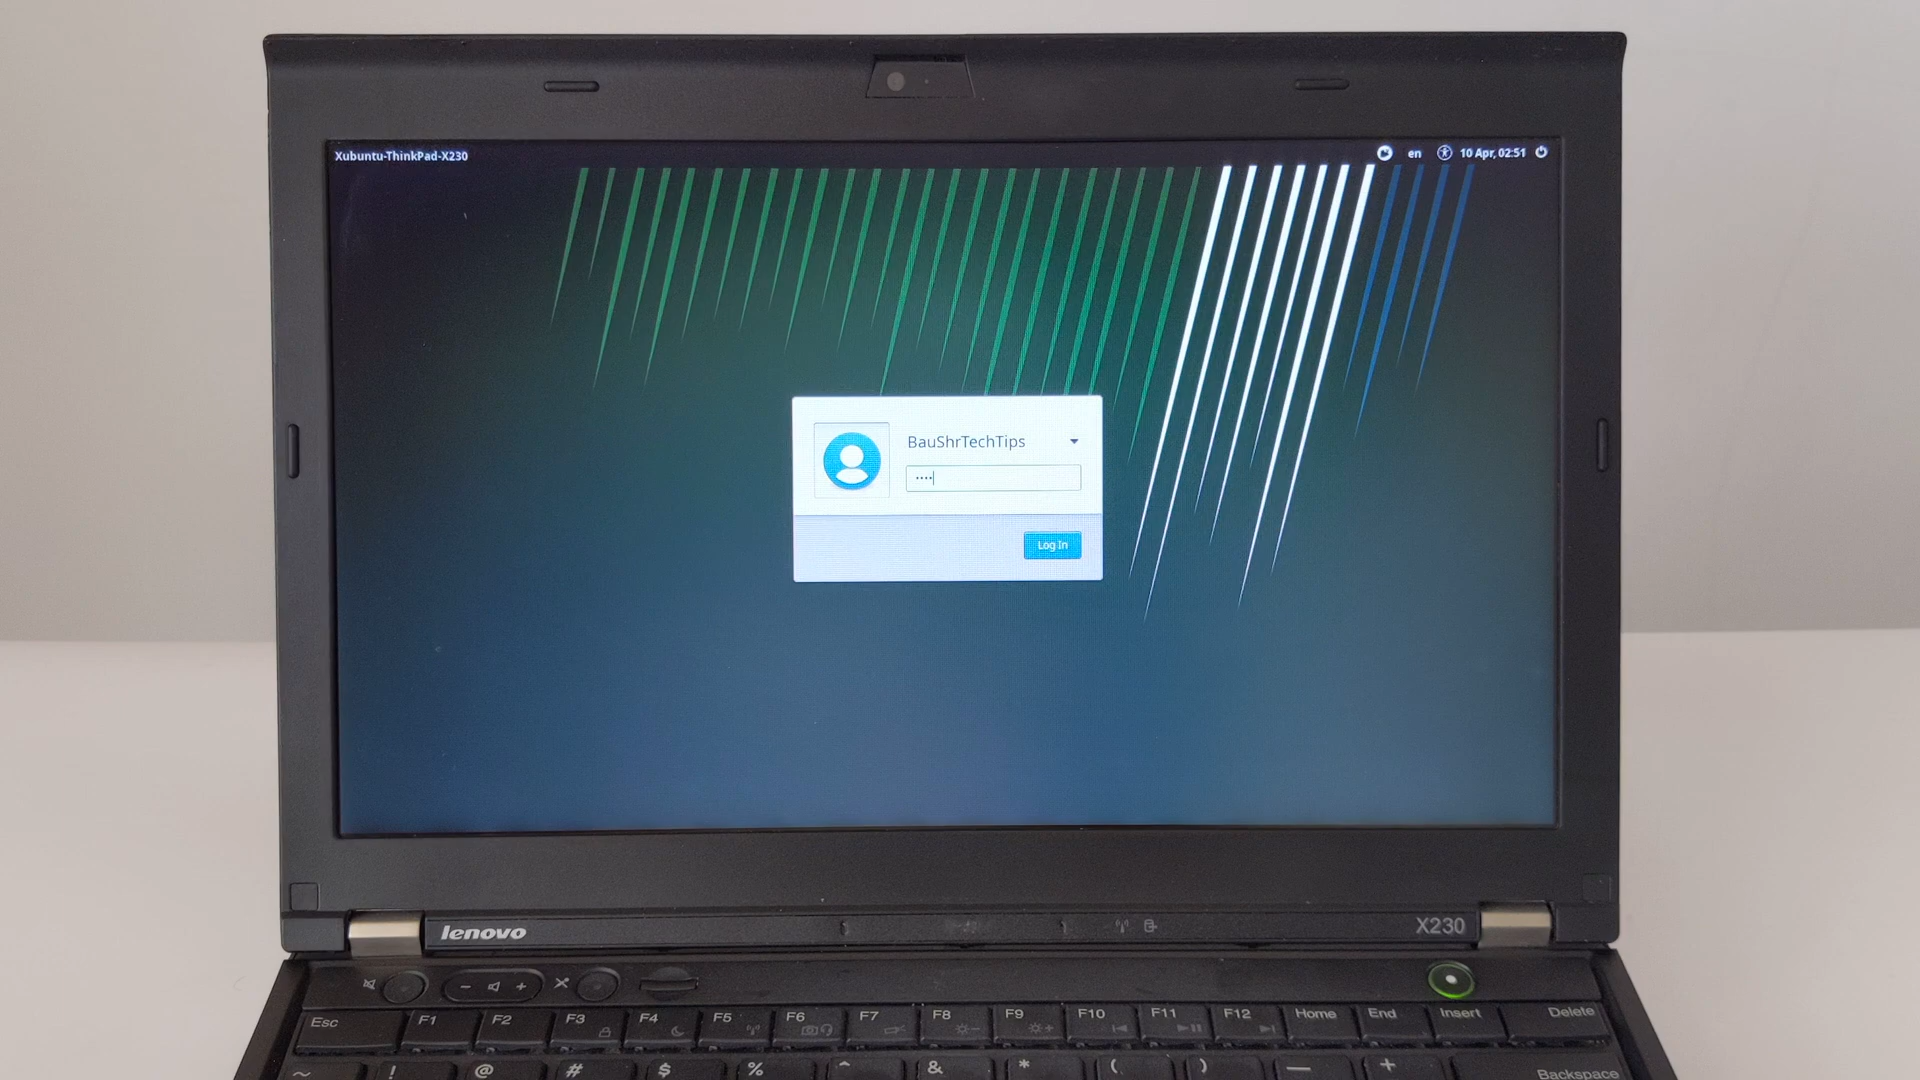 Xubuntu-ThinkPad-X230
en 10 Apr, 02:51
BauShrTechTips
••••
Log In
lenovo
X230
Esc F1 F2 F3 F4 F5 F6 F7 F8 F9 F10 F11 F12 Home End Insert Delete
~ ! @ # $ % ^ & * ( ) — + Backspace